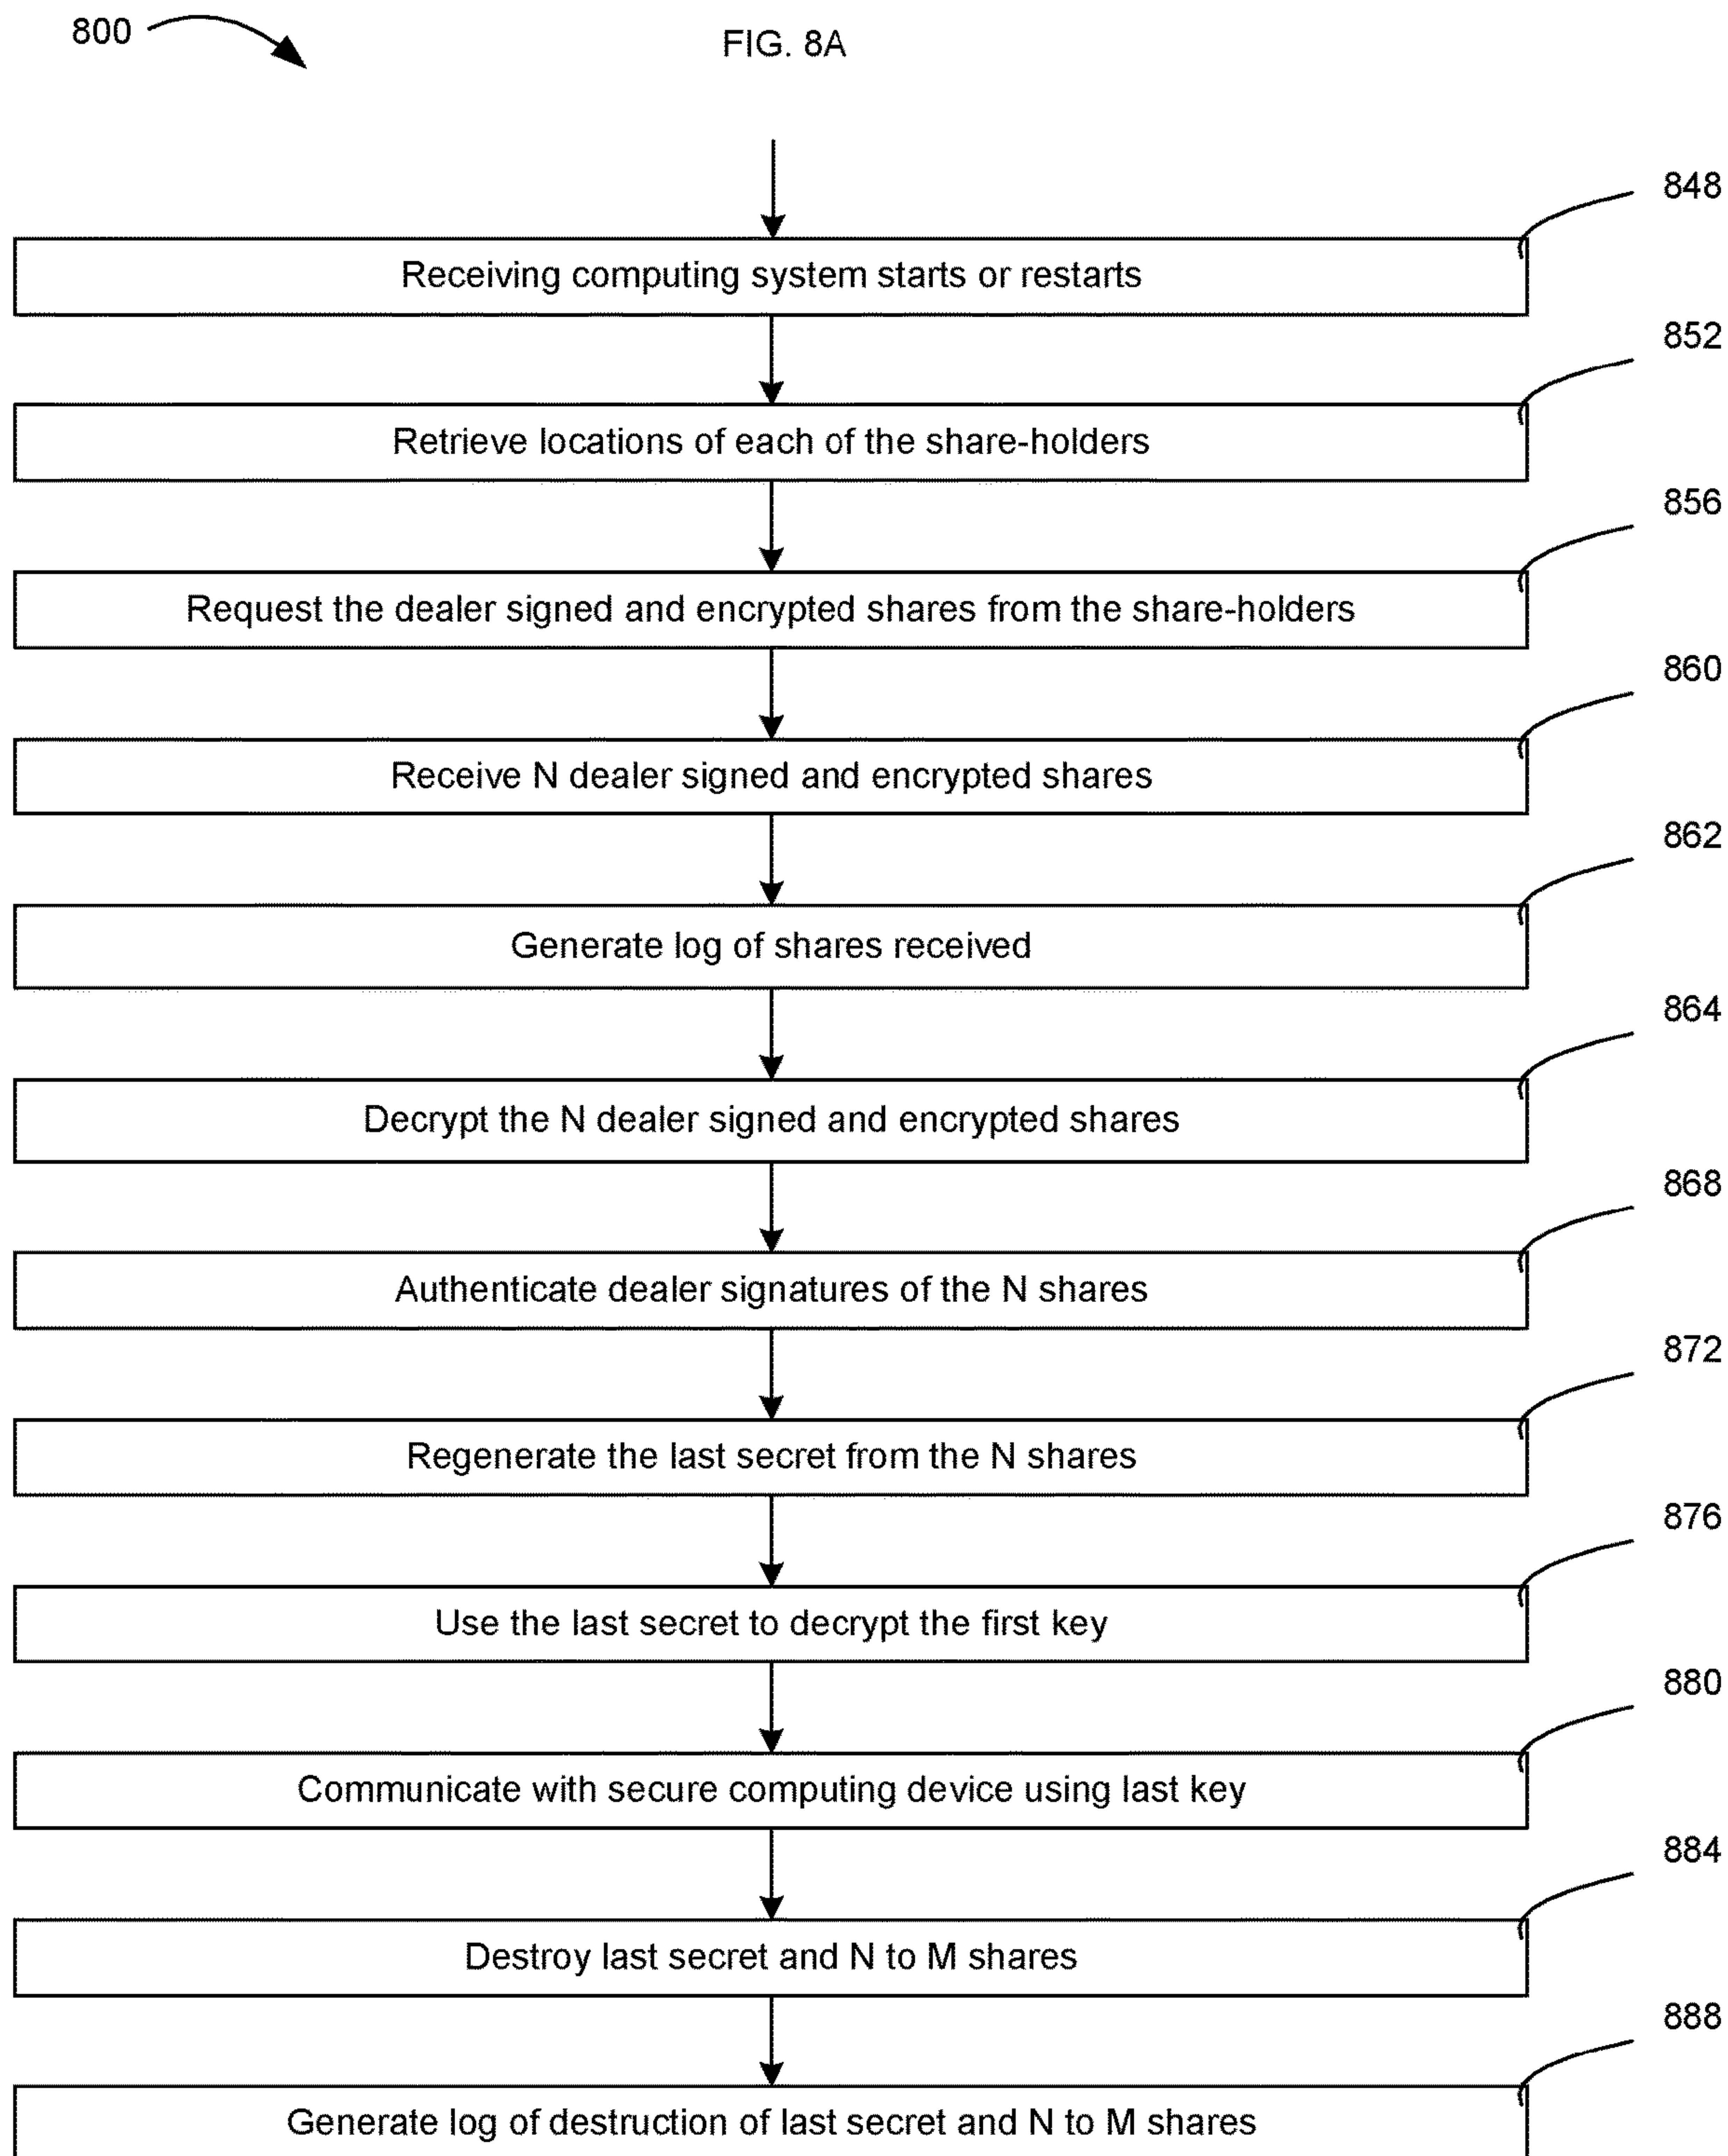 800
FIG. 8A
848
Receiving computing system starts or restarts
852
Retrieve locations of each of the share-holders
856
Request the dealer signed and encrypted shares from the share-holders
860
Receive N dealer signed and encrypted shares
862
Generate log of shares received
864
Decrypt the N dealer signed and encrypted shares
868
Authenticate dealer signatures of the N shares
872
Regenerate the last secret from the N shares
876
Use the last secret to decrypt the first key
880
Communicate with secure computing device using last key
884
Destroy last secret and N to M shares
888
Generate log of destruction of last secret and N to M shares